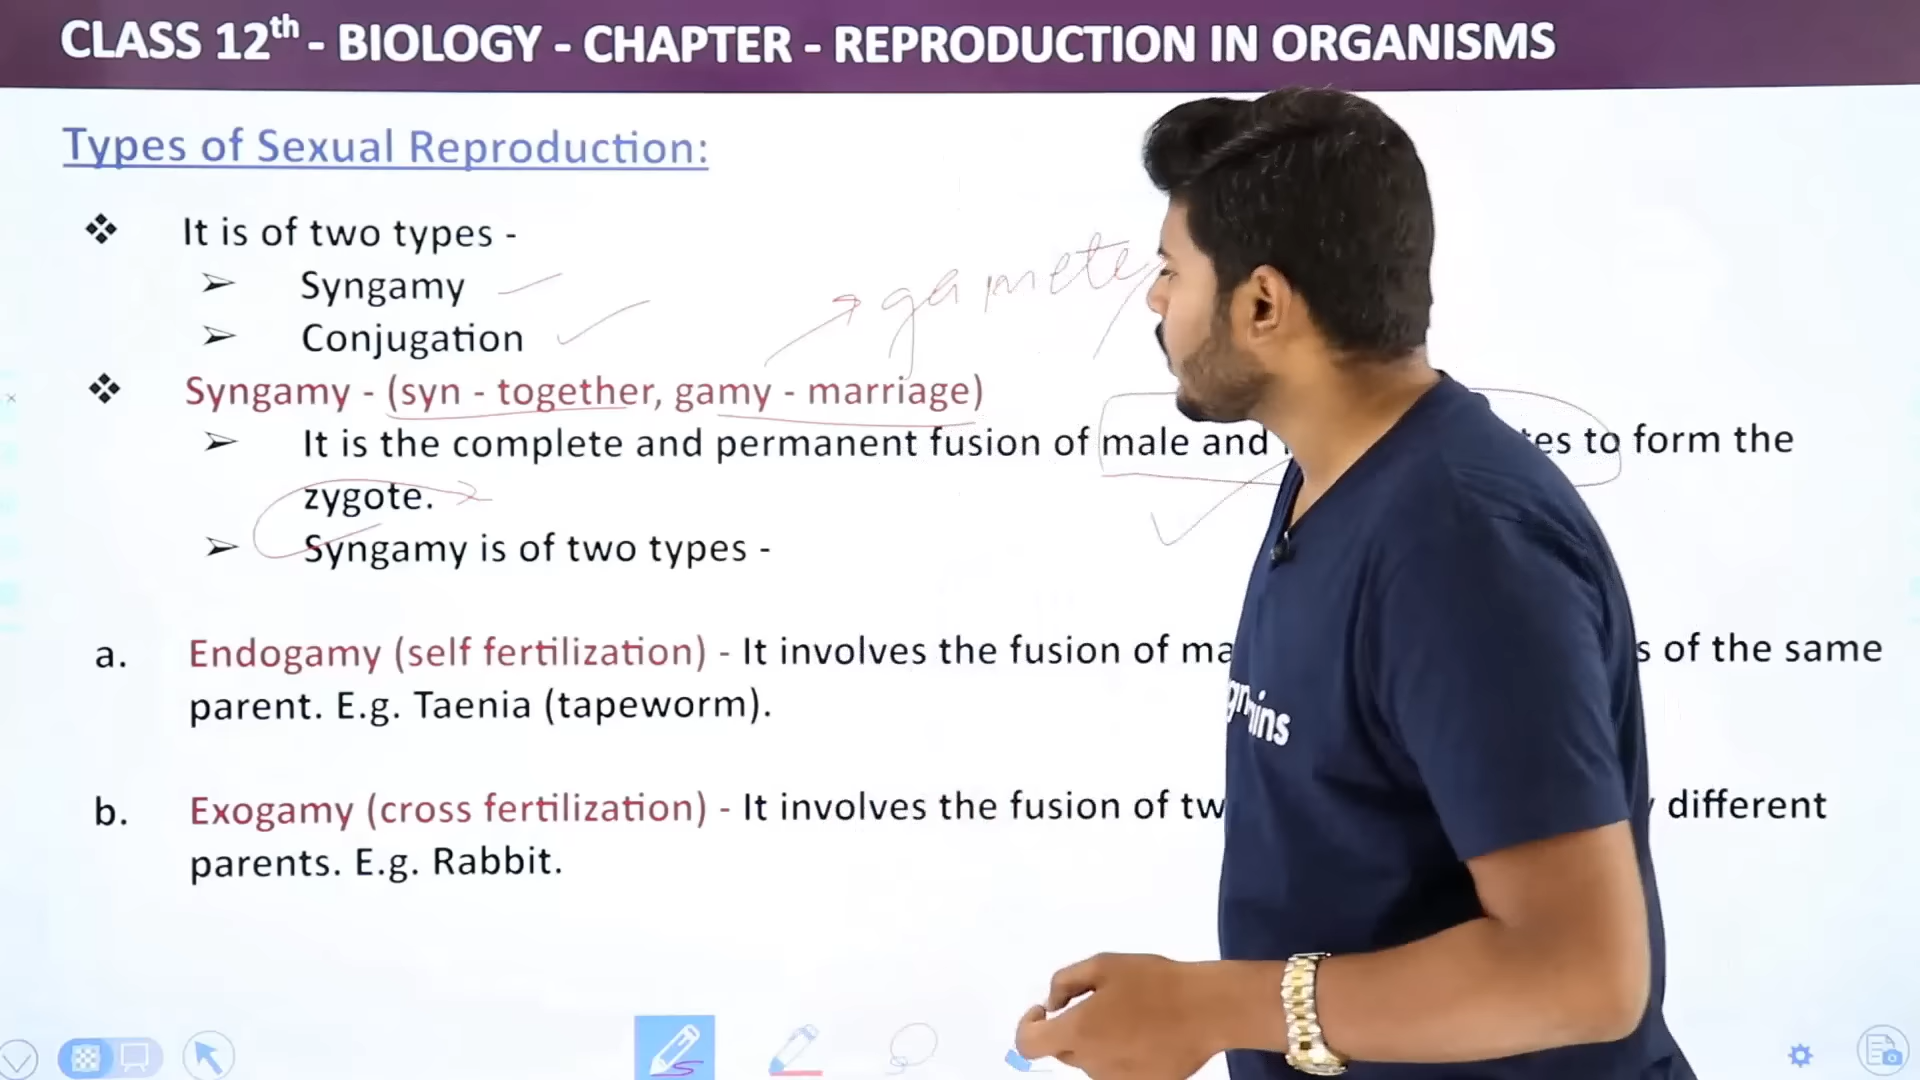 CLASS 12th - BIOLOGY - CHAPTER - REPRODUCTION IN ORGANISMS
Types of Sexual Reproduction:
It is of two types -
Syngamy
gamete
Conjugation
Syngamy - (syn - together, gamy - marriage)
It is the complete and permanent fusion of male and tes to form the
zygote.
Syngamy is of two types -
a. Endogamy (self fertilization) - It involves the fusion of ma s of the same
parent. E.g. Taenia (tapeworm).
b. Exogamy (cross fertilization) - It involves the fusion of tw different
parents. E.g. Rabbit.